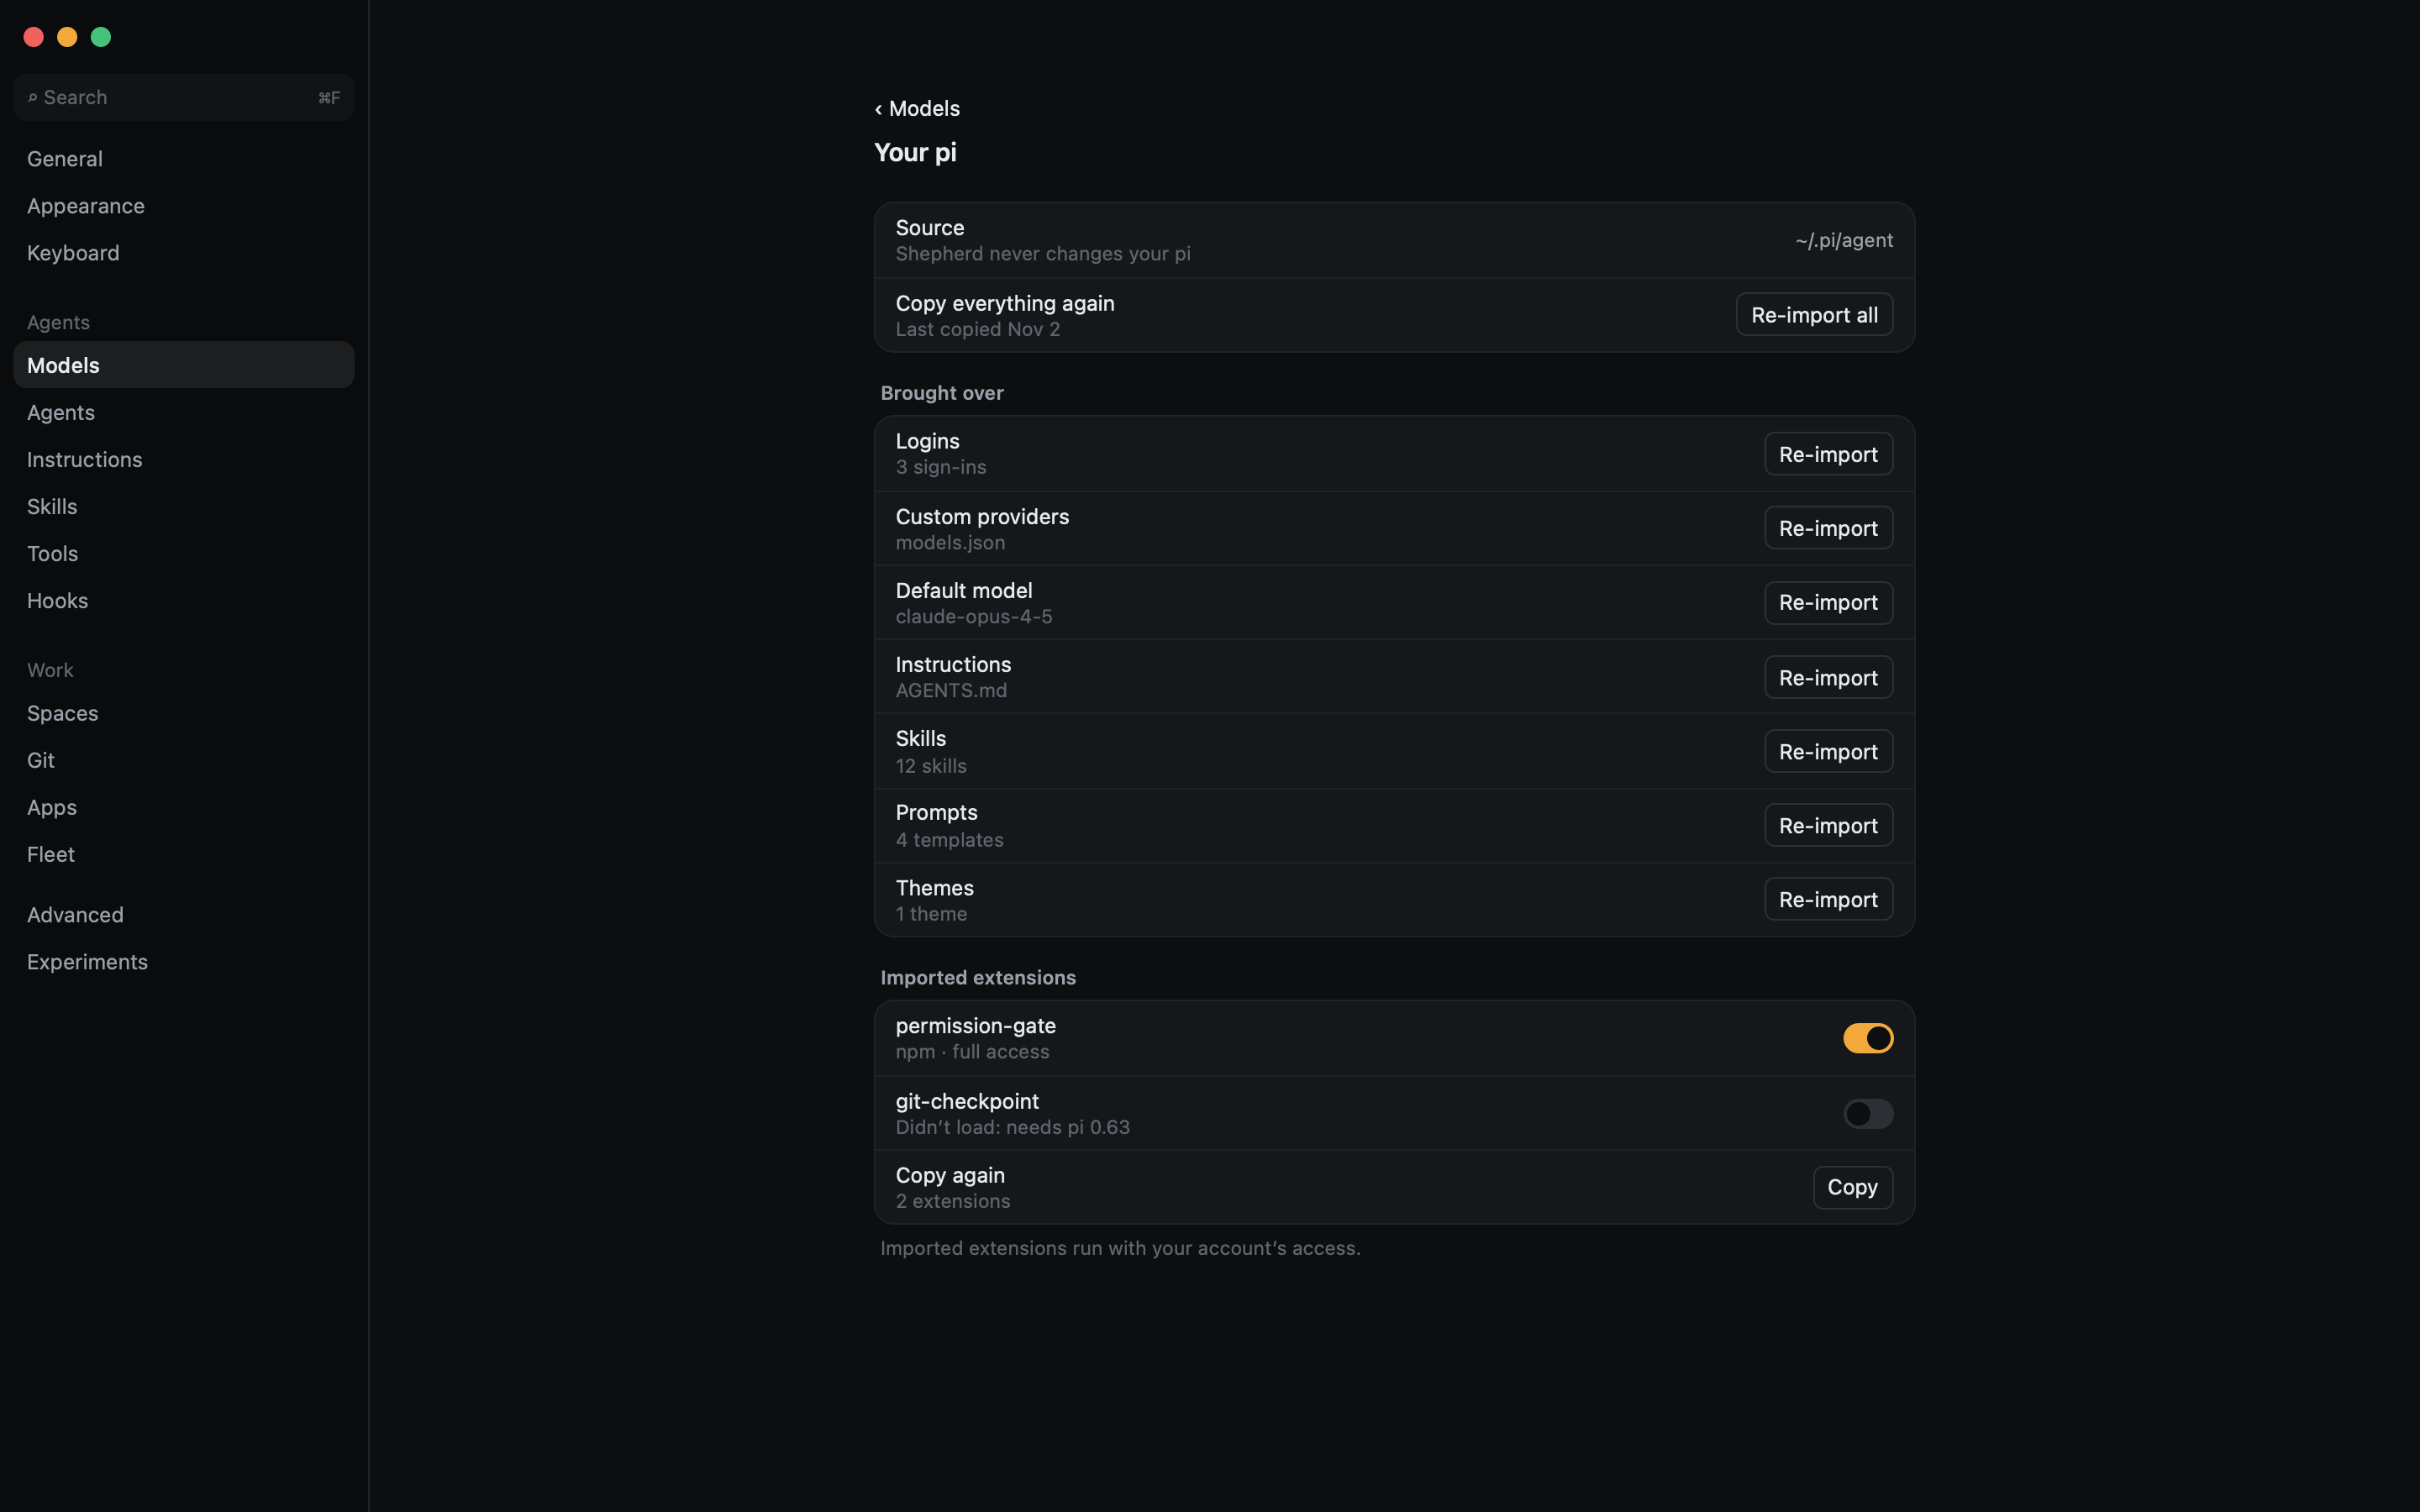 Search ⌘F
General
Appearance
Keyboard
Agents
Models
Agents
Instructions
Skills
Tools
Hooks
Work
Spaces
Git
Apps
Fleet
Advanced
Experiments
‹ Models
Your pi
Source
Shepherd never changes your pi
~/.pi/agent
Copy everything again
Last copied Nov 2
Re-import all
Brought over
Logins
3 sign-ins
Re-import
Custom providers
models.json
Re-import
Default model
claude-opus-4-5
Re-import
Instructions
AGENTS.md
Re-import
Skills
12 skills
Re-import
Prompts
4 templates
Re-import
Themes
1 theme
Re-import
Imported extensions
permission-gate
npm · full access
git-checkpoint
Didn’t load: needs pi 0.63
Copy again
2 extensions
Copy
Imported extensions run with your account’s access.